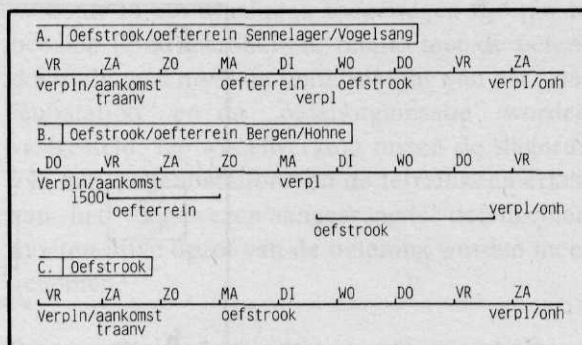 A. Oefstrook/oefterrein Sennelager/Vogelsang
VR ZA ZO MA DI WO DO VR ZA
verpln/aankomst oefterrein oefstrook verpl/onh
traanv verpl
B. Oefstrook/oefterrein Bergen/Hohne
DO VR ZA ZO MA DI WO DO VR
Verpln/aankomst verpl
1500 verpl/onh
oefterrein
oefstrook
C. Oefstrook
VR ZA ZO MA DI WO DO VR ZA
Verpln/aankomst oefstrook verpl/onh
traanv